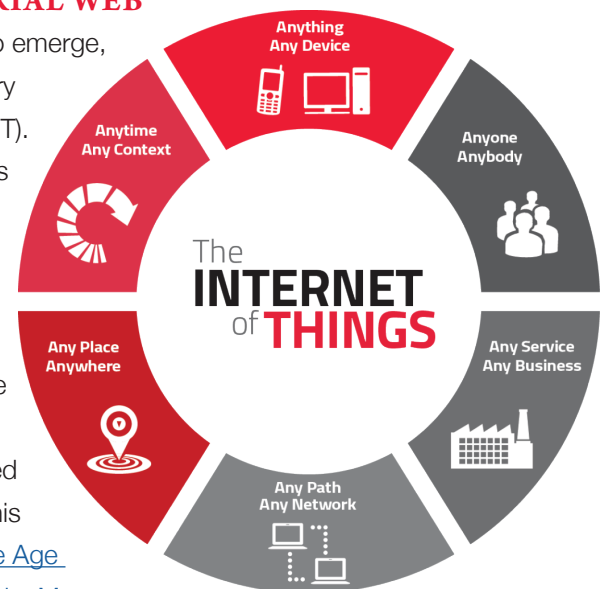 RIAL WEB
o emerge,
ry
T).
s
e
ed
his
e Age
Anything
Any Device
Anyone
Anybody
Any Service
Any Business
Any Path
Any Network
Any Place
Anywhere
Anytime
Any Context
The
INTERNET
of THINGS